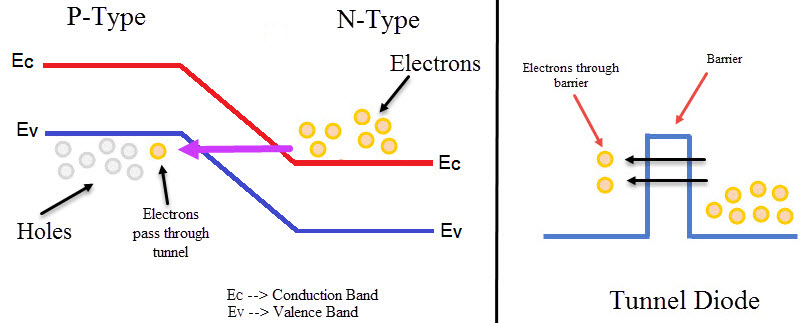 P-Type
N-Type
Ec
Electrons
Ev
Ec
Holes
Electrons
pass through
tunnel
Ev
Ec --> Conduction Band
Ev --> Valence Band
Electrons through
barrier
Barrier
Tunnel Diode